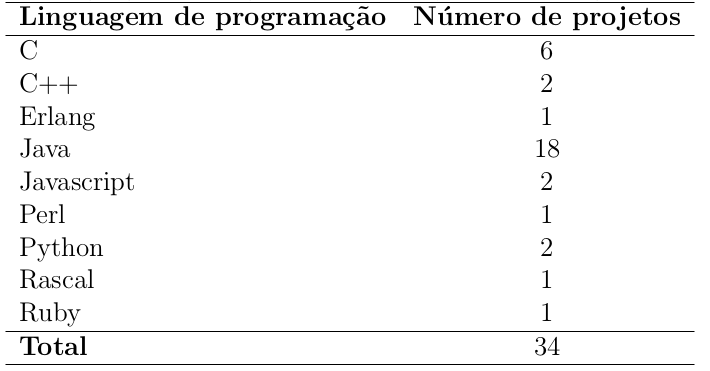 Linguagem de programação Número de projetos
C 6
C++ 2
Erlang 1
Java 18
Javascript 2
Perl 1
Python 2
Rascal 1
Ruby 1
Total 34